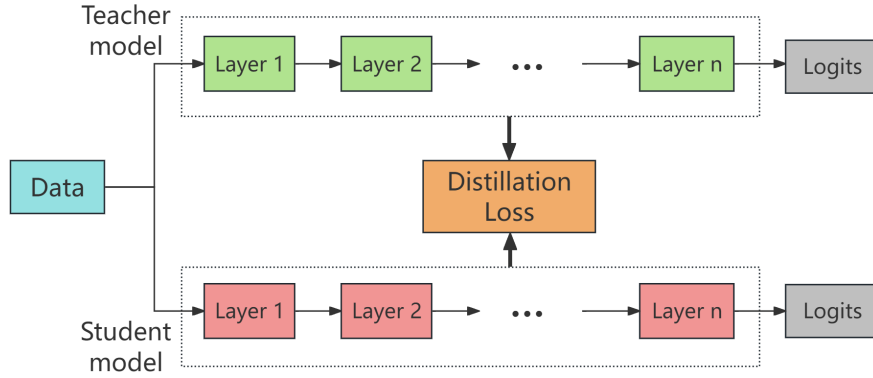 Teacher
model
Layer 1
Layer 2
...
Layer n
Logits
Data
Distillation
Loss
Layer 1
Layer 2
...
Layer n
Logits
Student
model